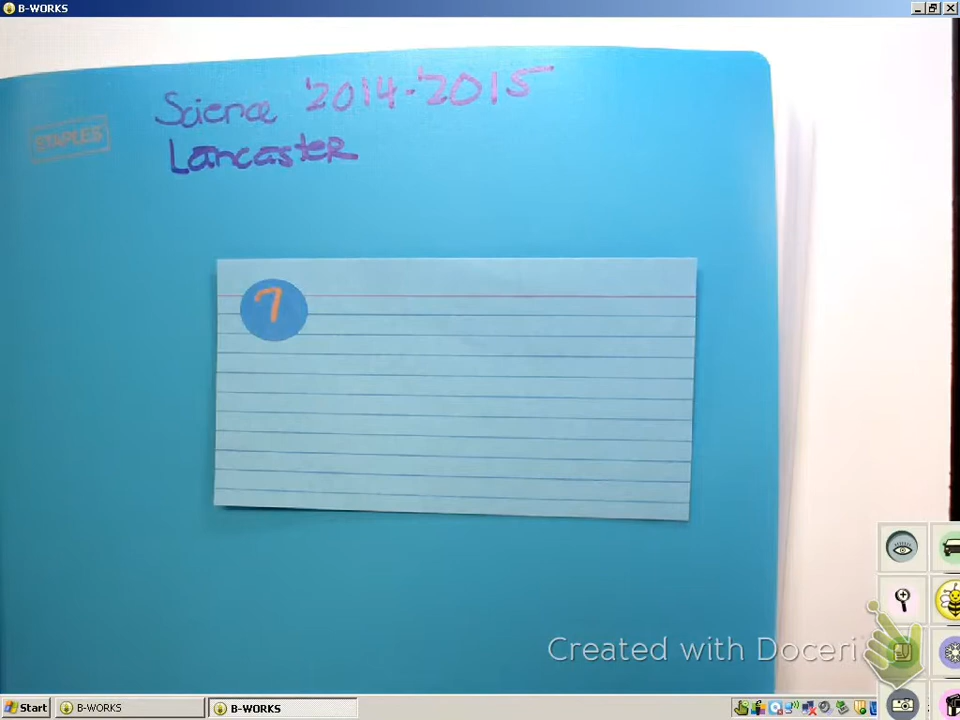 B-WORKS
Science '2014-'2015
Lancaster
STAPLES
7
Created with Doceri
Start
B-WORKS
B-WORKS